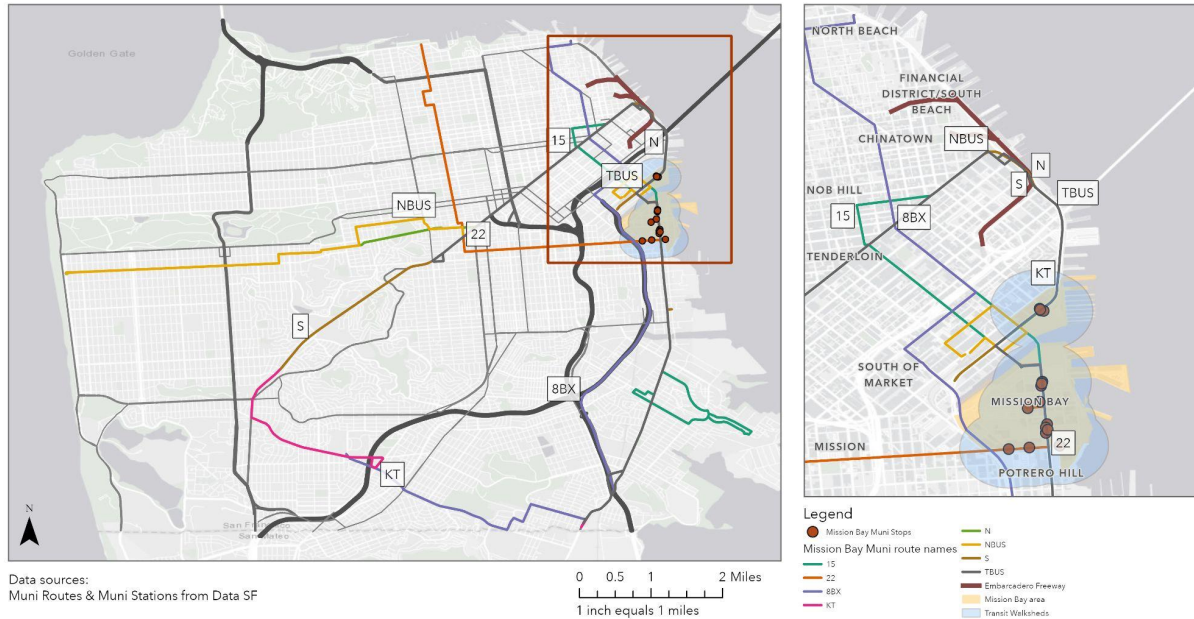 Golden Gate
15
N
TBUS
NBUS
22
S
8BX
KT
San Francisco
San Mateo
N
NORTH BEACH
FINANCIAL
DISTRICT/SOUTH
BEACH
CHINATOWN
NBUS
N
S
TBUS
NOB HILL
15
8BX
TENDERLOIN
KT
SOUTH OF
MARKET
MISSION BAY
MISSION
22
POTRERO HILL
Data sources:
Muni Routes & Muni Stations from Data SF
0 0.5 1 2 Miles
1 inch equals 1 miles
Legend
Mission Bay Muni Stops
Mission Bay Muni route names
15
22
8BX
KT
N
NBUS
S
TBUS
Embarcadero Freeway
Mission Bay area
Transit Walksheds